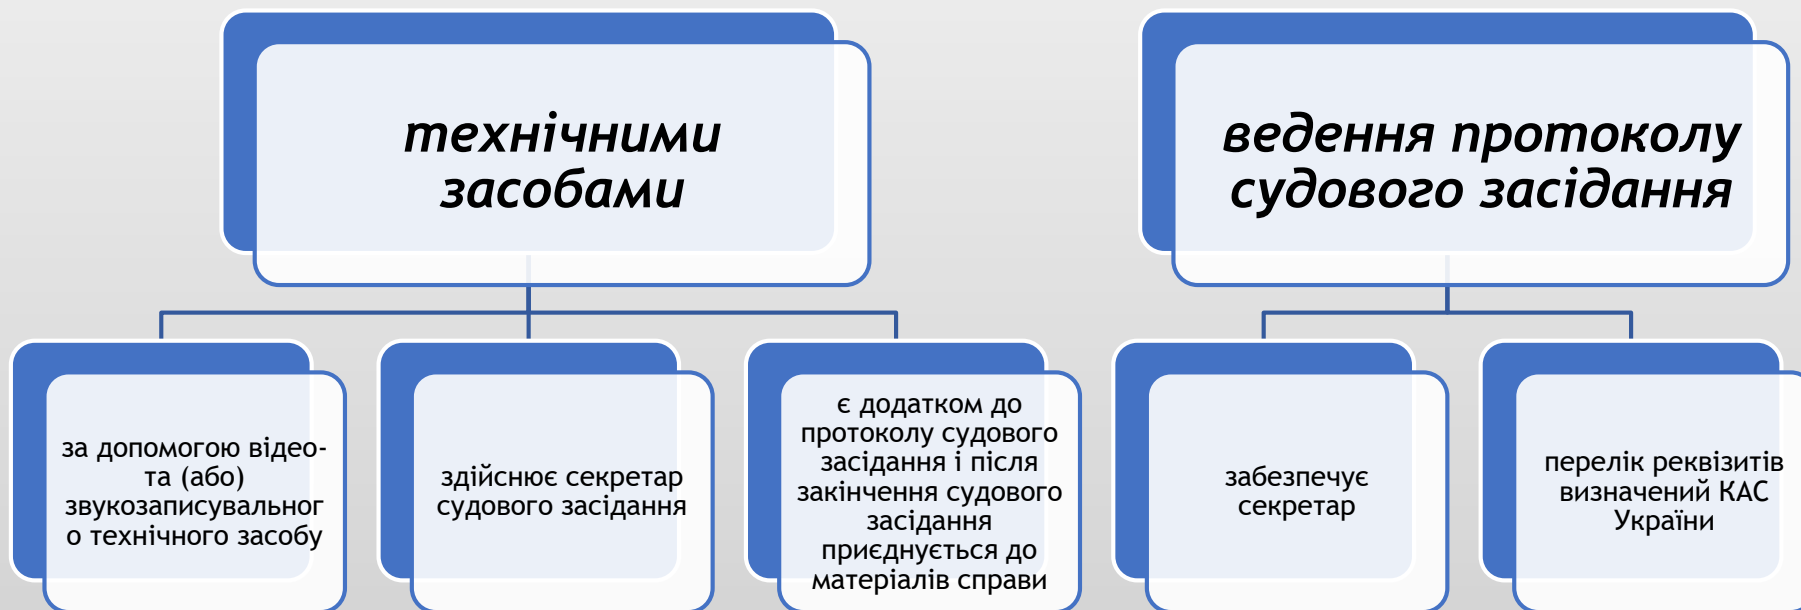 технічними
засобами
ведення протоколу
судового засідання
за допомогою відео-
та (або)
звукозаписувальног
о технічного засобу
здійснює секретар
судового засідання
є додатком до
протоколу судового
засідання і після
закінчення судового
засідання
приєднується до
матеріалів справи
забезпечує
секретар
перелік реквізитів
визначений КАС
України